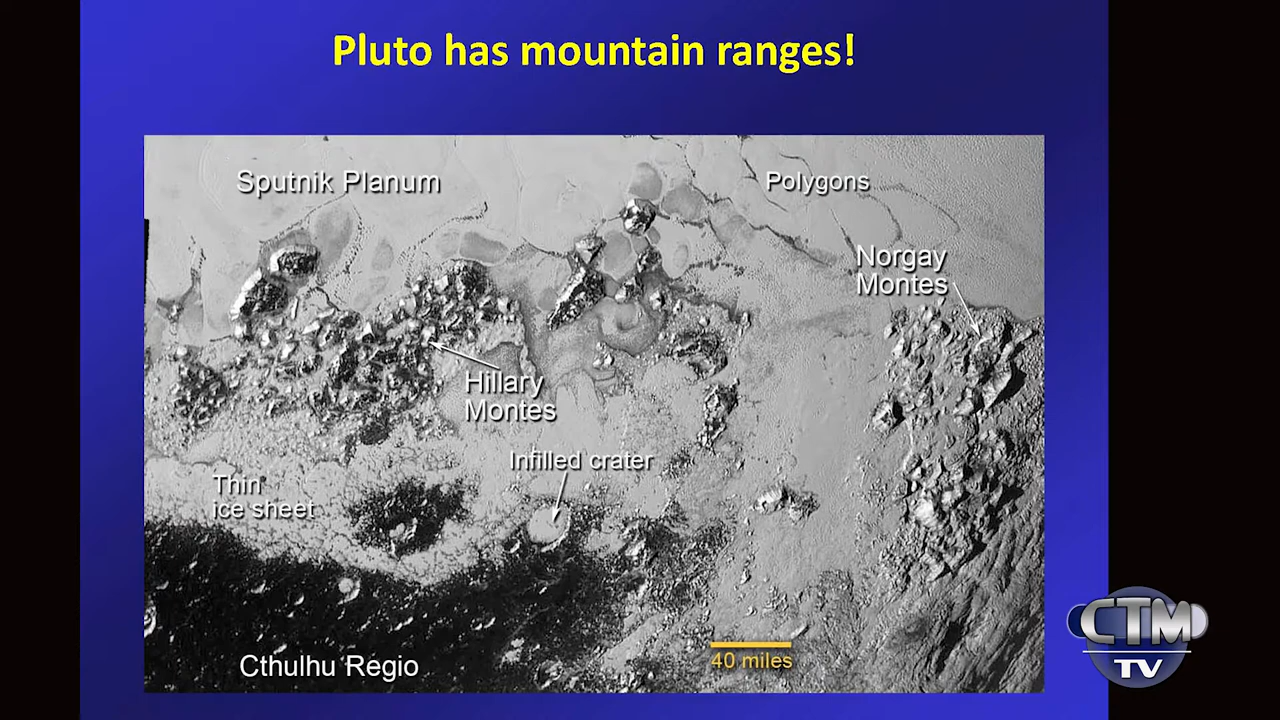 Pluto has mountain ranges!
Sputnik Planum
Polygons
Norgay
Montes
Hillary
Montes
Infilled crater
Thin
ice sheet
Cthulhu Regio
40 miles
CTM
TV